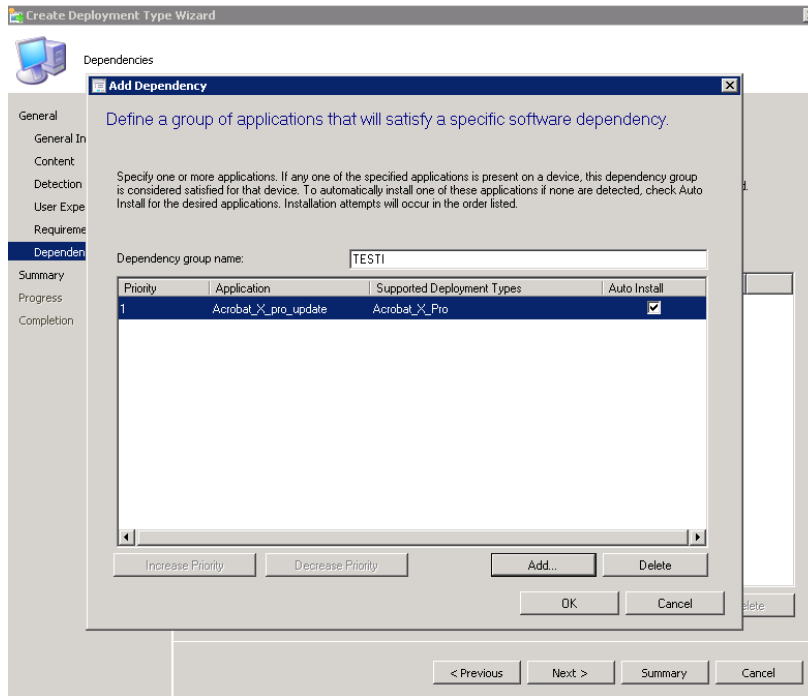 Create Deployment Type Wizard
Dependencies
Add Dependency
Define a group of applications that will satisfy a specific software dependency.
Specify one or more applications. If any one of the specified applications is present on a device, this dependency group
is considered satisfied for that device. To automatically install one of these applications if none are detected, check Auto
Install for the desired applications. Installation attempts will occur in the order listed.
Dependency group name: TESTI
Priority Application Supported Deployment Types Auto Install
1 Acrobat_X_pro_update Acrobat_X_Pro
Increase Priority Decrease Priority Add... Delete
OK Cancel
General
General In
Content
Detection
User Expe
Requireme
Dependen
Summary
Progress
Completion
d.
elete
< Previous Next > Summary Cancel